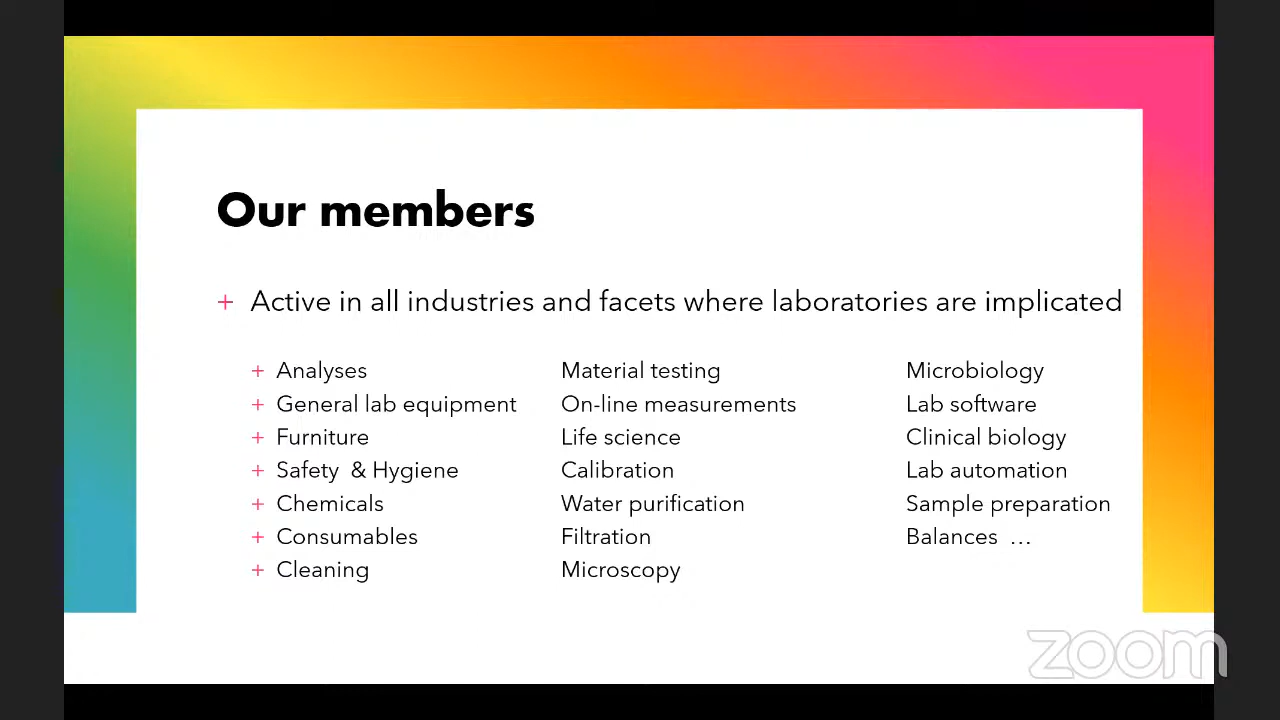 Our members
+ Active in all industries and facets where laboratories are implicated
+ Analyses Material testing Microbiology
+ General lab equipment On-line measurements Lab software
+ Furniture Life science Clinical biology
+ Safety & Hygiene Calibration Lab automation
+ Chemicals Water purification Sample preparation
+ Consumables Filtration Balances ...
+ Cleaning Microscopy
zoom